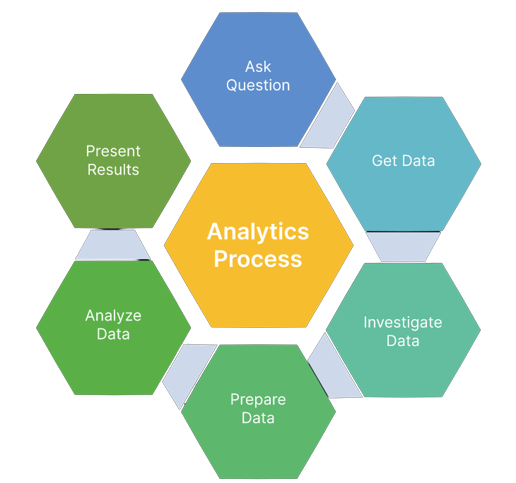 Ask
Question
Get Data
Investigate
Data
Prepare
Data
Analyze
Data
Present
Results
Analytics
Process